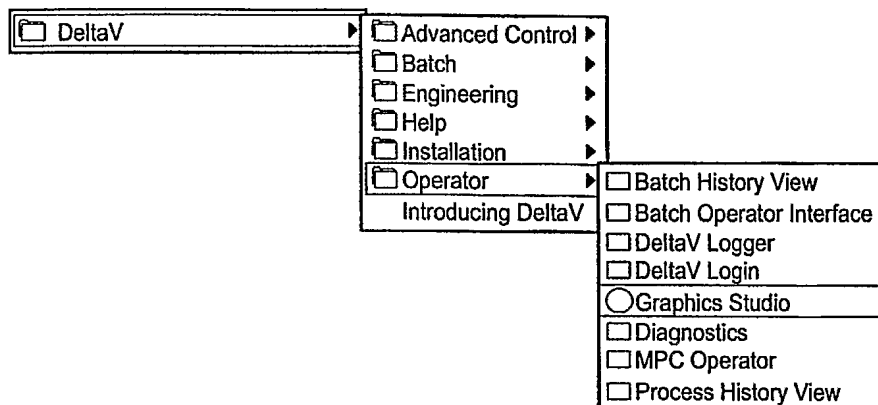 DeltaV
Advanced Control
Batch
Engineering
Help
Installation
Operator
Introducing DeltaV
Batch History View
Batch Operator Interface
DeltaV Logger
DeltaV Login
Graphics Studio
Diagnostics
MPC Operator
Process History View